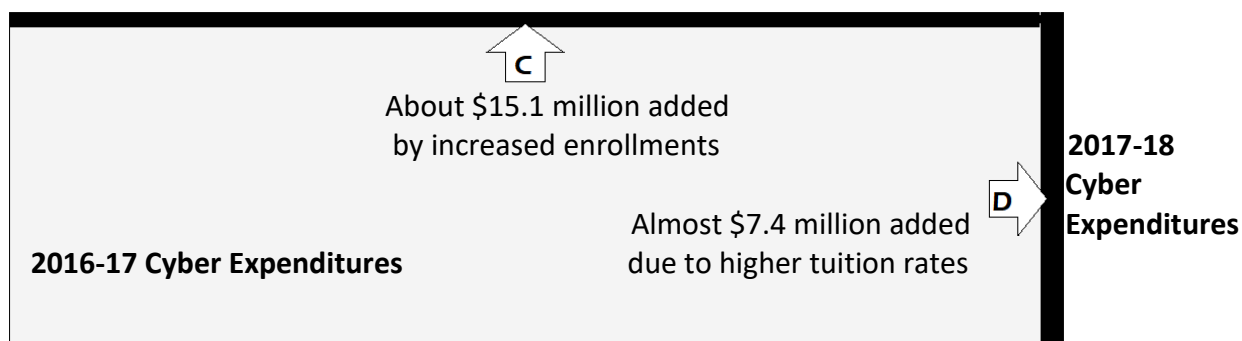 C
About $15.1 million added
by increased enrollments
2017-18
Cyber
Expenditures
D
Almost $7.4 million added
due to higher tuition rates
2016-17 Cyber Expenditures